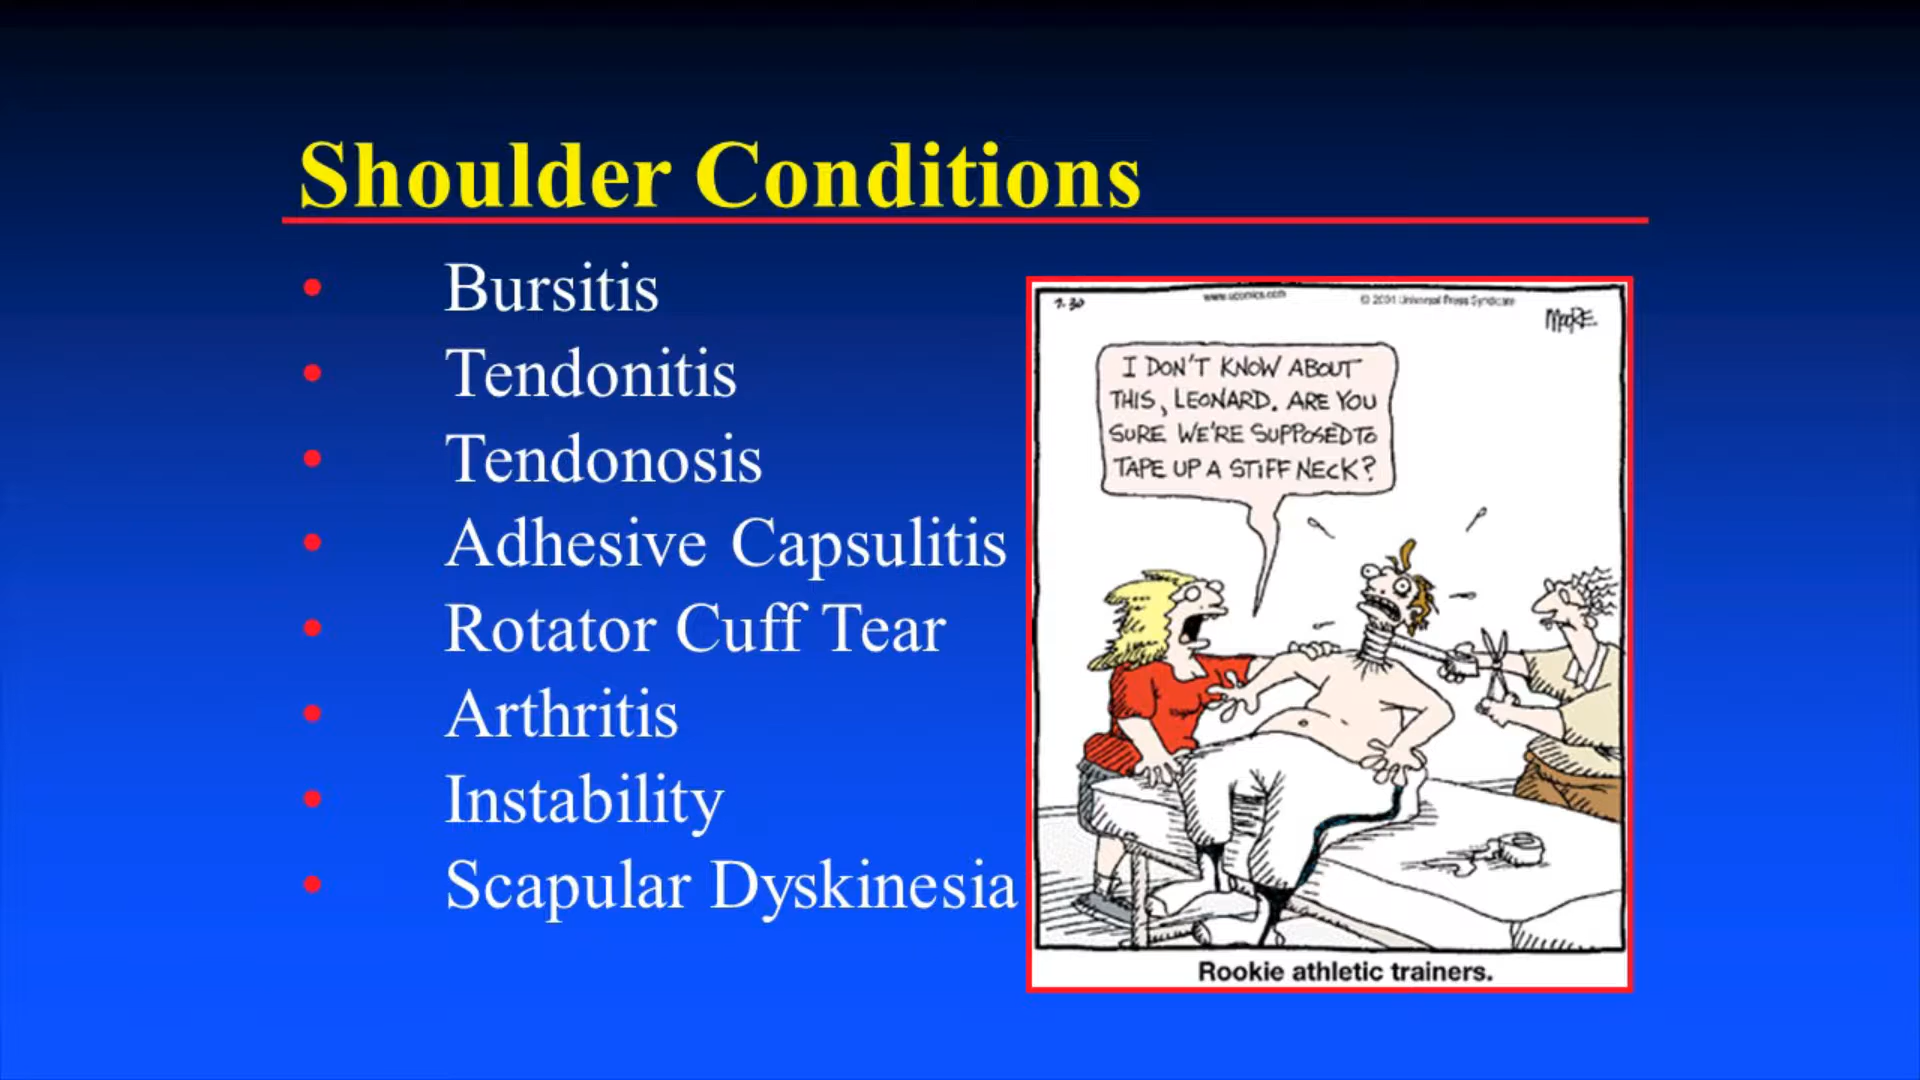 Shoulder Conditions
• Bursitis
• Tendonitis
• Tendonosis
• Adhesive Capsulitis
• Rotator Cuff Tear
• Arthritis
• Instability
• Scapular Dyskinesia
7.30
www.ucomics.com
© 2001 Universal Press Syndicate
MOORE
I DON'T KNOW ABOUT
THIS, LEONARD. ARE YOU
SURE WE'RE SUPPOSED TO
TAPE UP A STIFF NECK?
Rookie athletic trainers.